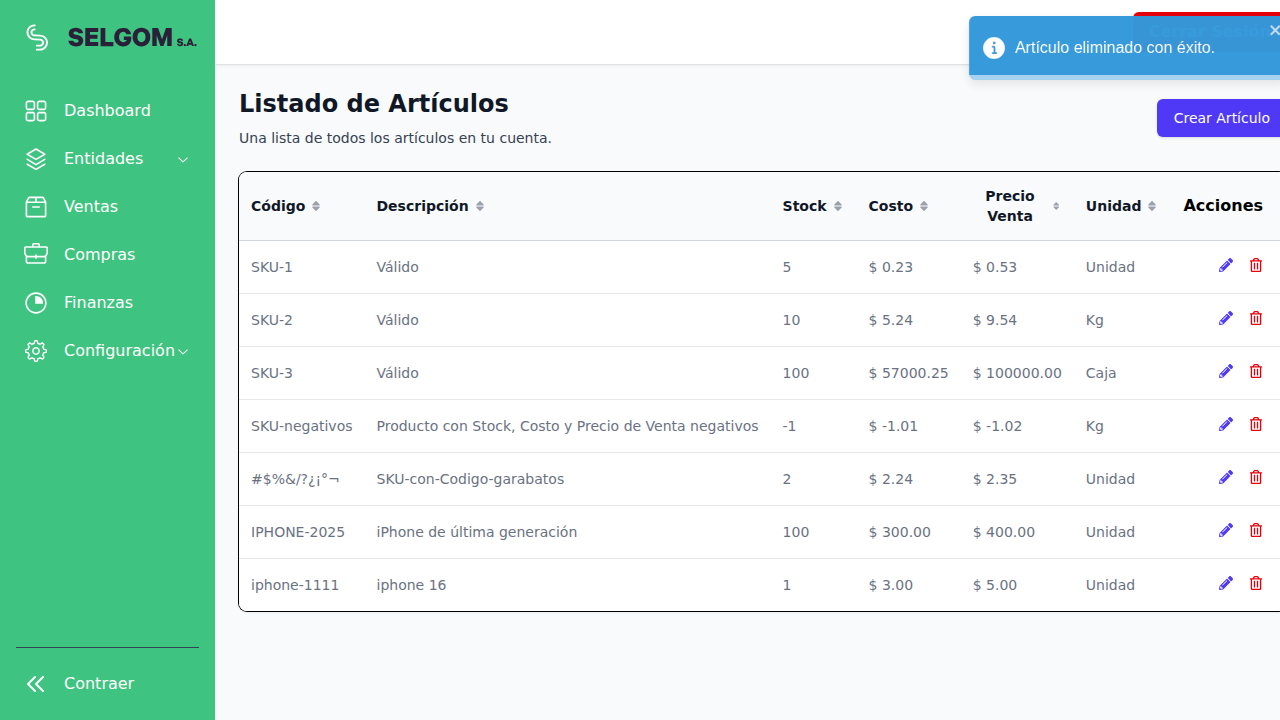 SELGOM S.A.
Artículo eliminado con éxito.
Dashboard
Entidades
Ventas
Compras
Finanzas
Configuración
Contraer
Listado de Artículos
Una lista de todos los artículos en tu cuenta.
Crear Artículo
Código Descripción Stock Costo Precio Venta Unidad Acciones
SKU-1 Válido 5 $ 0.23 $ 0.53 Unidad
SKU-2 Válido 10 $ 5.24 $ 9.54 Kg
SKU-3 Válido 100 $ 57000.25 $ 100000.00 Caja
SKU-negativos Producto con Stock, Costo y Precio de Venta negativos -1 $ -1.01 $ -1.02 Kg
#$%&/?¿¡°¬ SKU-con-Codigo-garabatos 2 $ 2.24 $ 2.35 Unidad
IPHONE-2025 iPhone de última generación 100 $ 300.00 $ 400.00 Unidad
iphone-1111 iphone 16 1 $ 3.00 $ 5.00 Unidad